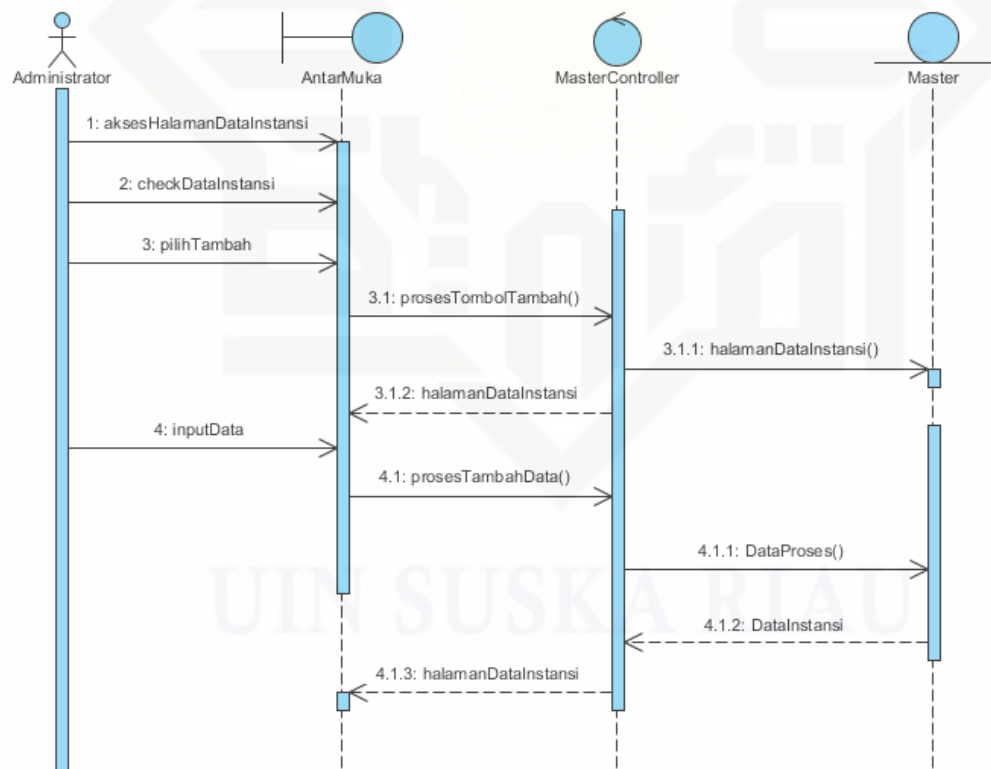 Administrator
AntarMuka
MasterController
Master
1: aksesHalamanDataInstansi
2: checkDataInstansi
3: pilihTambah
3.1: prosesTombolTambah()
3.1.1: halamanDataInstansi()
3.1.2: halamanDataInstansi
4: inputData
4.1: prosesTambahData()
4.1.1: DataProses()
UIN SUSKA RIAU
4.1.2: DataInstansi
4.1.3: halamanDataInstansi